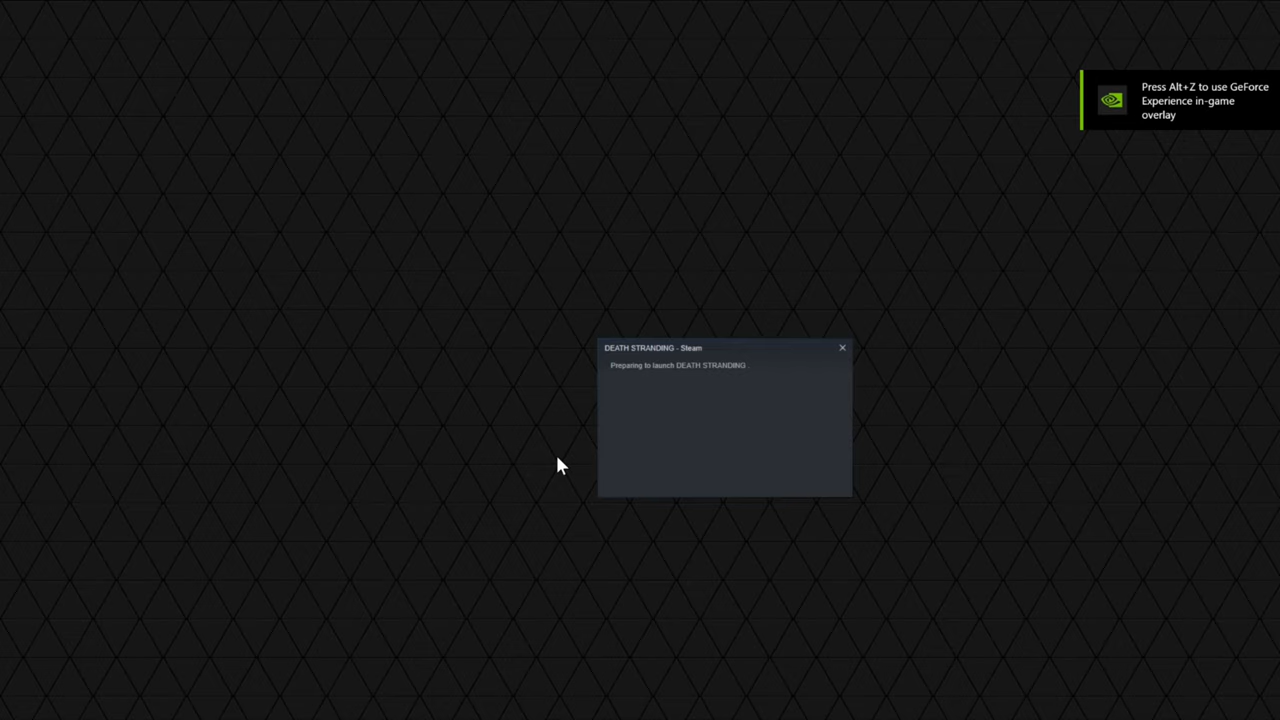 Press Alt+Z to use GeForce
Experience in-game
overlay
DEATH STRANDING - Steam
Preparing to launch DEATH STRANDING .